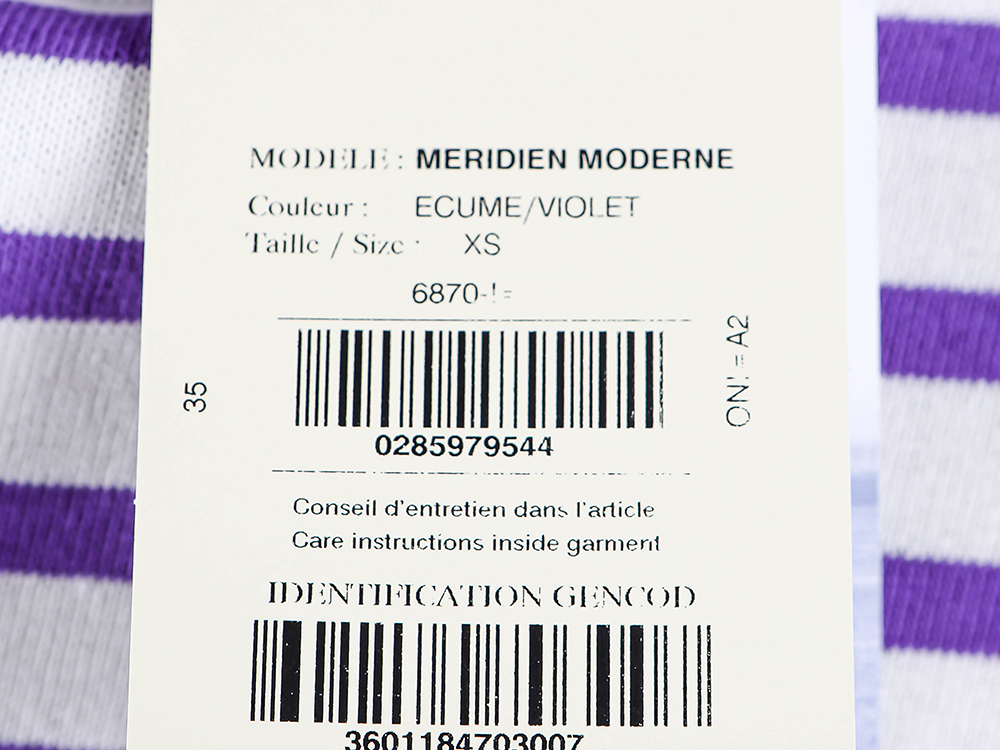 MODELE : MERIDIEN MODERNE
Couleur : ECUME/VIOLET
Taille / Size : XS
6870-
35
A2
0285979544
Conseil d'entretien dans l'article
Care instructions inside garment
IDENTIFICATION GENCOD
3601184703007